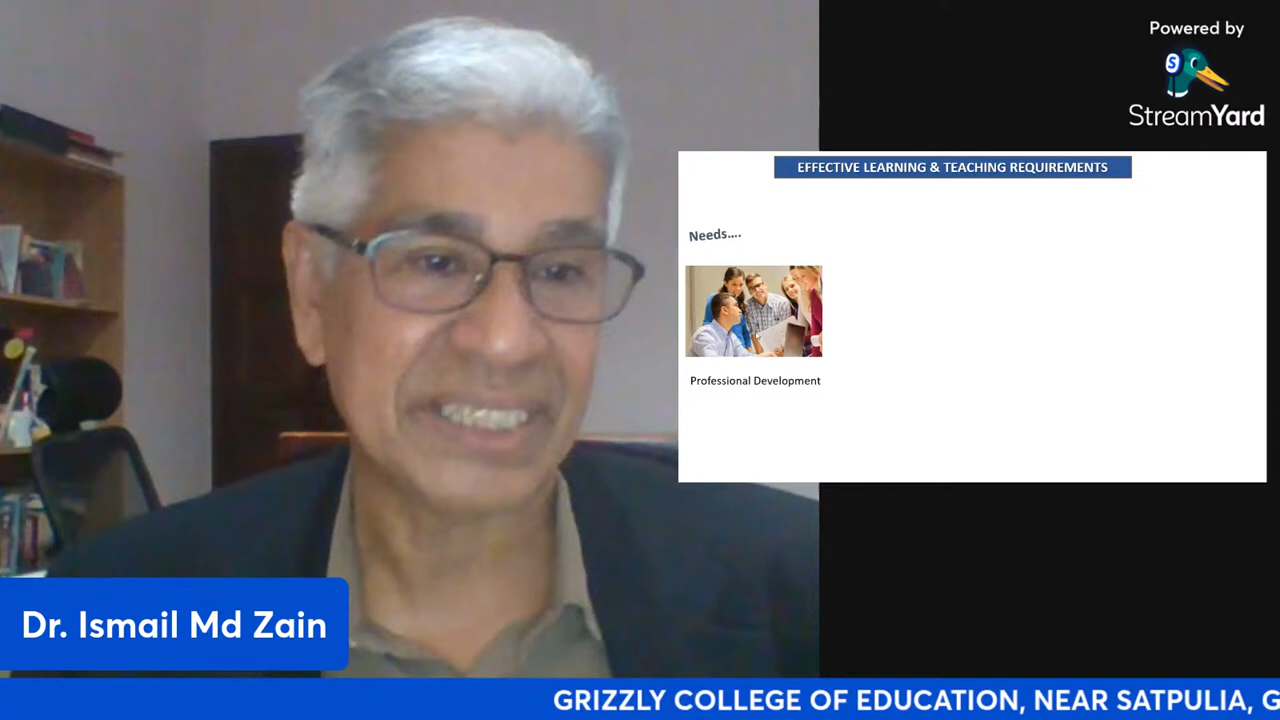 Powered by
StreamYard
EFFECTIVE LEARNING & TEACHING REQUIREMENTS
Needs....
Professional Development
Dr. Ismail Md Zain
GRIZZLY COLLEGE OF EDUCATION, NEAR SATPULIA, G